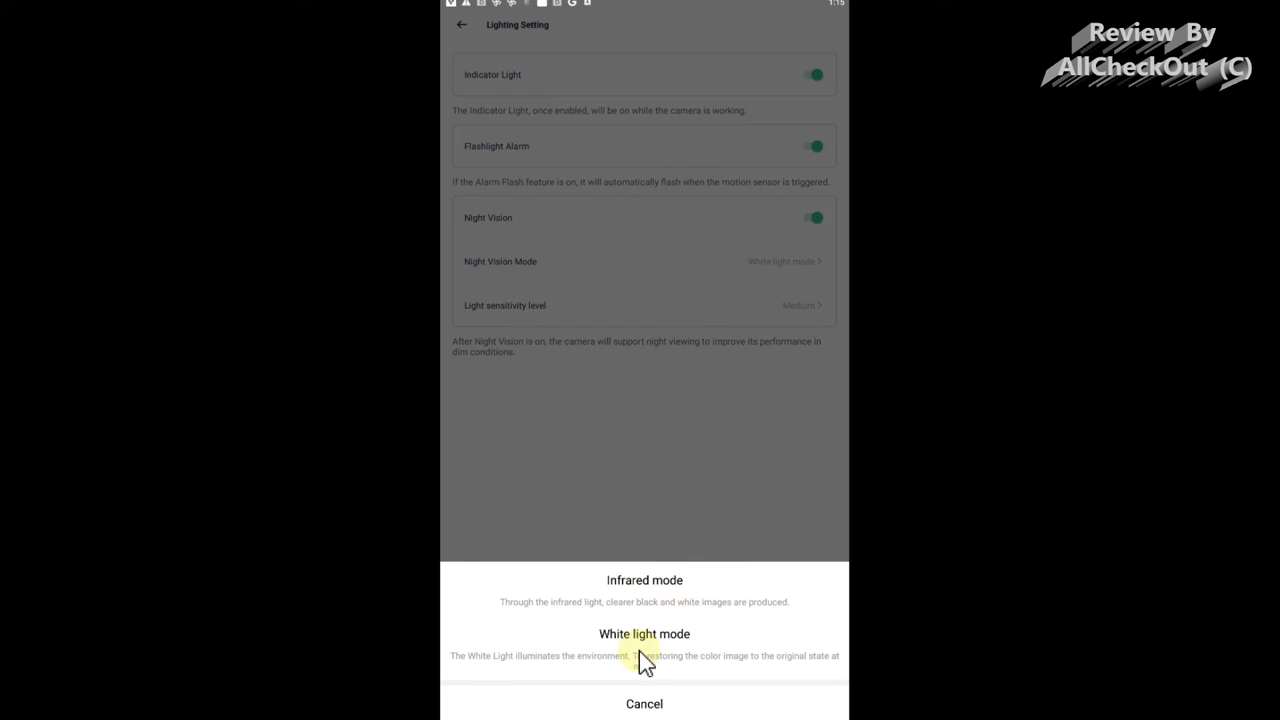 1:15
Review By
AllCheckOut (C)
Lighting Setting
Indicator Light
The Indicator Light, once enabled, will be on while the camera is working.
Flashlight Alarm
If the Alarm Flash feature is on, it will automatically flash when the motion sensor is triggered.
Night Vision
Night Vision Mode White light mode >
Light sensitivity level Medium >
After Night Vision is on, the camera will support night viewing to improve its performance in
dim conditions.
Infrared mode
Through the infrared light, clearer black and white images are produced.
White light mode
The White Light illuminates the environment. restoring the color image to the original state at
Cancel